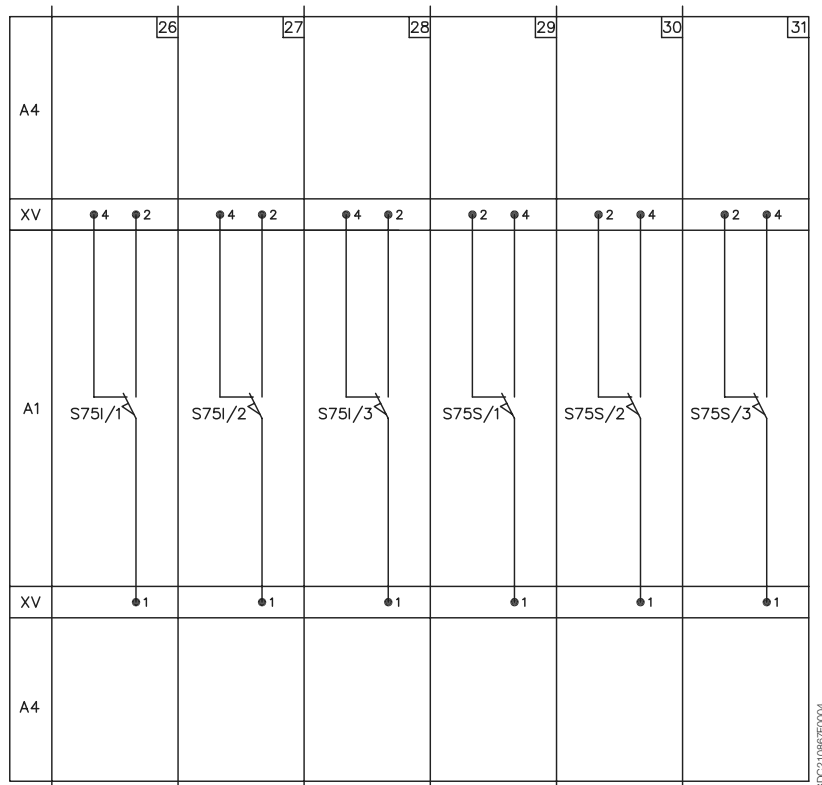 26 27 28 29 30 31
A4
XV 4 2 4 2 4 2 2 4 2 4 2 4
A1 S75I/1 S75I/2 S75I/3 S75S/1 S75S/2 S75S/3
XV 1 1 1 1 1 1
A4